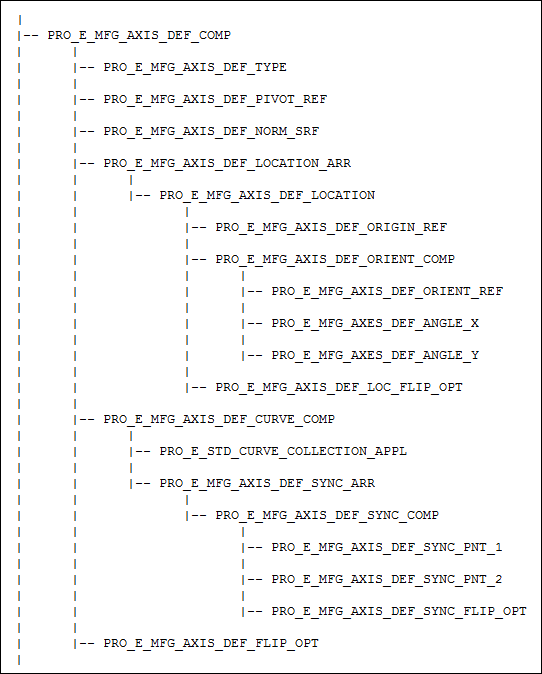 |-- PRO_E_MFG_AXIS_DEF_COMP
|-- PRO_E_MFG_AXIS_DEF_TYPE
|-- PRO_E_MFG_AXIS_DEF_PIVOT_REF
|-- PRO_E_MFG_AXIS_DEF_NORM_SRF
|-- PRO_E_MFG_AXIS_DEF_LOCATION_ARR
|-- PRO_E_MFG_AXIS_DEF_LOCATION
|-- PRO_E_MFG_AXIS_DEF_ORIGIN_REF
|-- PRO_E_MFG_AXIS_DEF_ORIENT_COMP
|-- PRO_E_MFG_AXIS_DEF_ORIENT_REF
|-- PRO_E_MFG_AXES_DEF_ANGLE_X
|-- PRO_E_MFG_AXES_DEF_ANGLE_Y
|-- PRO_E_MFG_AXIS_DEF_LOC_FLIP_OPT
|-- PRO_E_MFG_AXIS_DEF_CURVE_COMP
|-- PRO_E_STD_CURVE_COLLECTION_APPL
|-- PRO_E_MFG_AXIS_DEF_SYNC_ARR
|-- PRO_E_MFG_AXIS_DEF_SYNC_COMP
|-- PRO_E_MFG_AXIS_DEF_SYNC_PNT_1
|-- PRO_E_MFG_AXIS_DEF_SYNC_PNT_2
|-- PRO_E_MFG_AXIS_DEF_SYNC_FLIP_OPT
|-- PRO_E_MFG_AXIS_DEF_FLIP_OPT